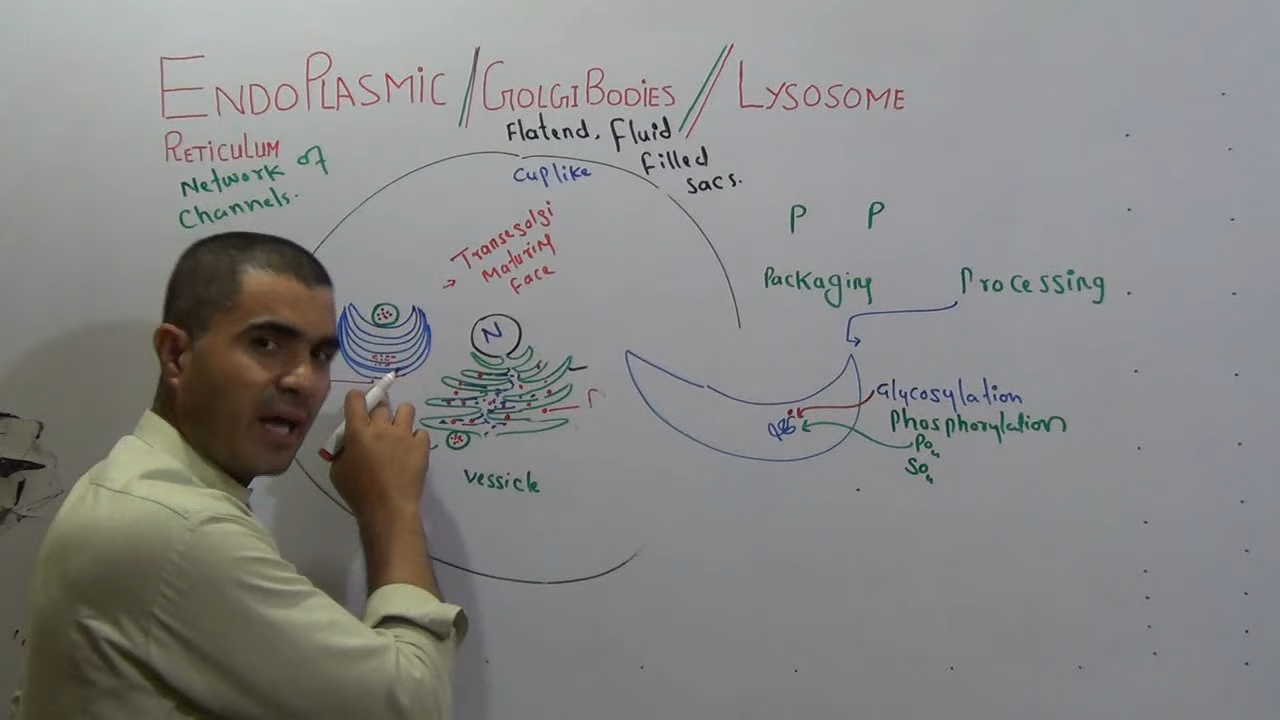 ENDOPLASMIC // GOLGI BODIES // LYSOSOME
RETICULUM
Network of
Channels.
Flatend, fluid
filled
sacs.
Cup like
Transegolgi
Maturing
Face
N
vessicle
P P
Packaging Processing
Glycosylation
Phosphorylation
Po4
So4